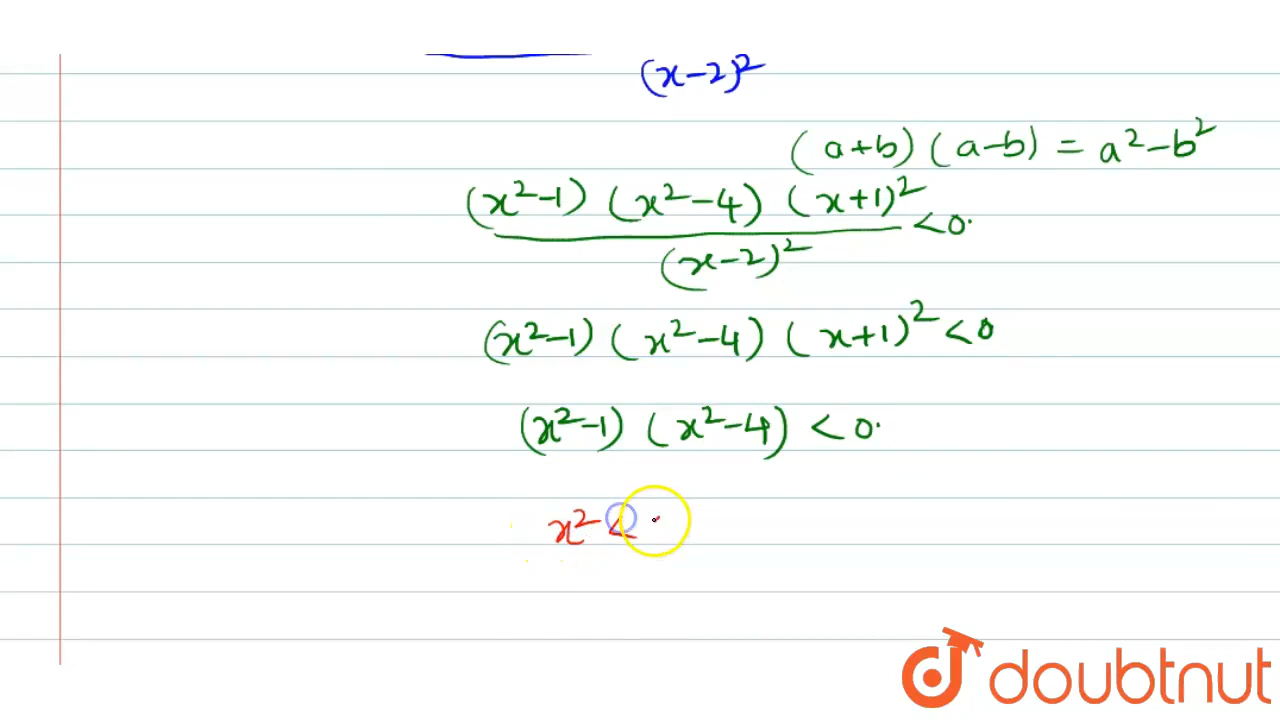 (x-2)²
(a+b)(a-b) = a²-b²
(x²-1)(x²-4)(x+1)² <0.
(x-2)²
(x²-1)(x²-4)(x+1)² <0
(x²-1)(x²-4) <0.
x² <
doubtnut